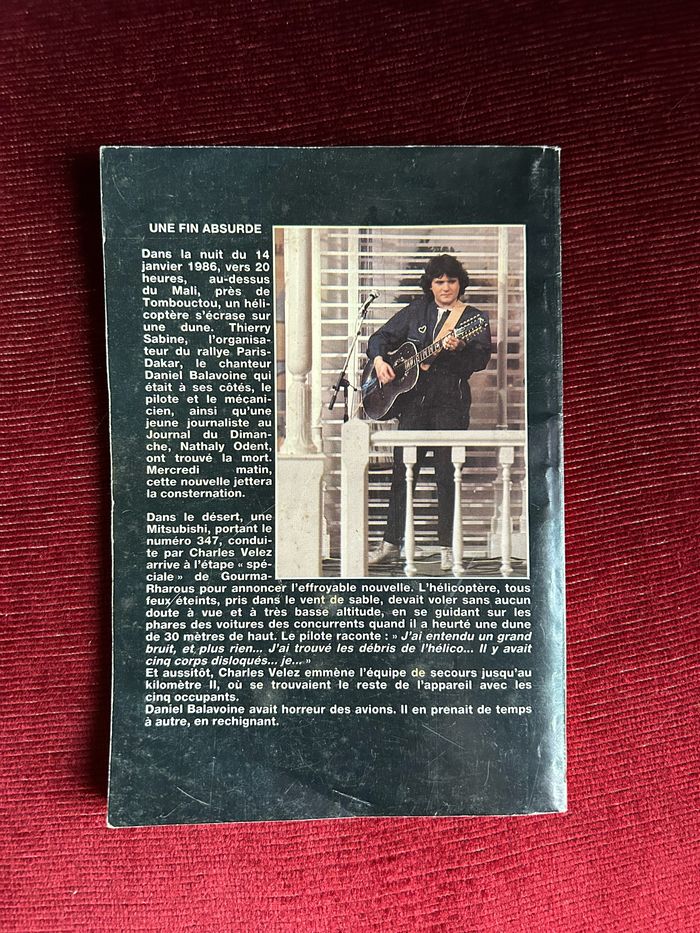 UNE FIN ABSURDE
Dans la nuit du 14
janvier 1986, vers 20
heures, au-dessus
du Mali, près de
Tombouctou, un héli-
coptère s'écrase sur
une dune. Thierry
Sabine, l'organisa-
teur du rallye Paris-
Dakar, le chanteur
Daniel Balavoine qui
était à ses côtés, le
pilote et le mécani-
cien, ainsi qu'une
jeune journaliste au
Journal du Diman-
che, Nathaly Odent,
ont trouvé la mort.
Mercredi matin,
cette nouvelle jettera
la consternation.
Dans le désert, une
Mitsubishi, portant le
numéro 347, condui-
te par Charles Velez
arrive à l'étape « spé-
ciale » de Gourma-
Rharous pour annoncer l'effroyable nouvelle. L'hélicoptère, tous
feux éteints, pris dans le vent de sable, devait voler sans aucun
doute à vue et à très basse altitude, en se guidant sur les
phares des voitures des concurrents quand il a heurté une dune
de 30 mètres de haut. Le pilote raconte : » J'ai entendu un grand
bruit, et plus rien... J'ai trouvé les débris de l'hélico... Il y avait
cinq corps disloqués... je... »
Et aussitôt, Charles Velez emmène l'équipe de secours jusqu'au
kilomètre II, où se trouvaient le reste de l'appareil avec les
cinq occupants.
Daniel Balavoine avait horreur des avions. Il en prenait de temps
à autre, en rechignant.